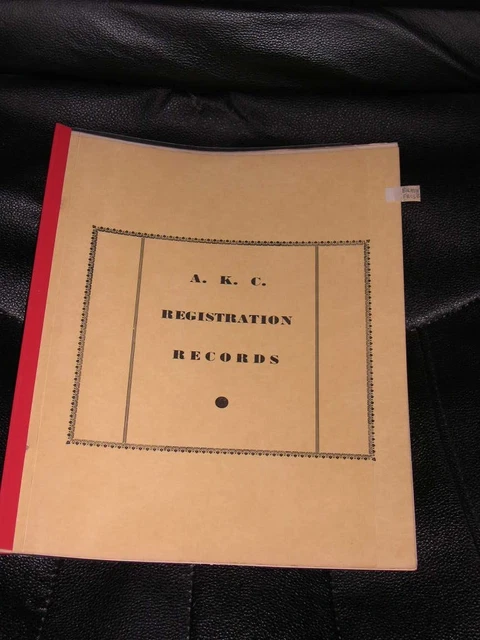 A. K. C.
REGISTRATION
RECORDS